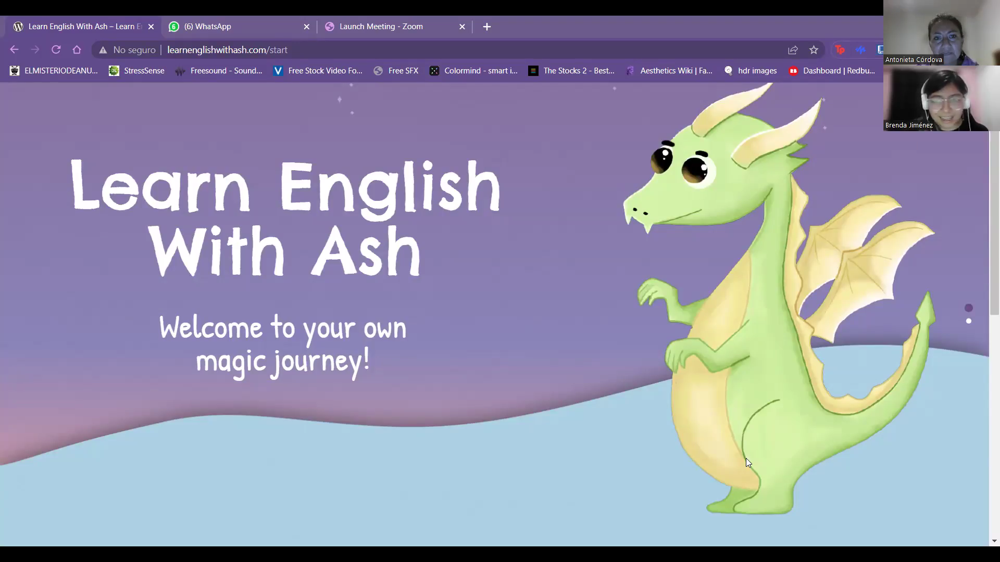 Learn English With Ash – Learn E
(6) WhatsApp
Launch Meeting - Zoom
No seguro
learnenglishwithash.com/start
Tp
ELMISTERIODEANU...
StressSense
Freesound - Sound...
Free Stock Video Fo...
Free SFX
Colormind - smart i...
The Stocks 2 - Best...
Aesthetics Wiki | Fa...
hdr images
Dashboard | Redbu...
Antonieta Córdova
Brenda Jiménez
Learn English
With Ash
Welcome to your own
magic journey!